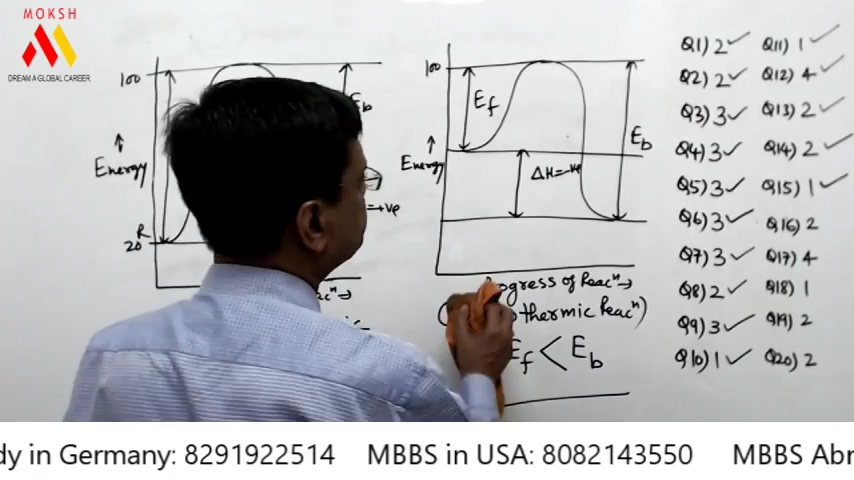 MOKSH
DREAM A GLOBAL CAREER
100
Energy
R
20
=+ve
100
Ef
Eb
Energy
ΔH=-ve
Progress of Reacⁿ→
thermic Reacⁿ)
Ef < Eb
Q1) 2 ✓
Q2) 2 ✓
Q3) 3 ✓
Q4) 3 ✓
Q5) 3 ✓
Q6) 3 ✓
Q7) 3 ✓
Q8) 2 ✓
Q9) 3 ✓
Q10) 1 ✓
Q11) 1 ✓
Q12) 4 ✓
Q13) 2 ✓
Q14) 2 ✓
Q15) 1 ✓
Q16) 2
Q17) 4
Q18) 1
Q19) 2
Q20) 2
dy in Germany: 8291922514 MBBS in USA: 8082143550 MBBS Abr